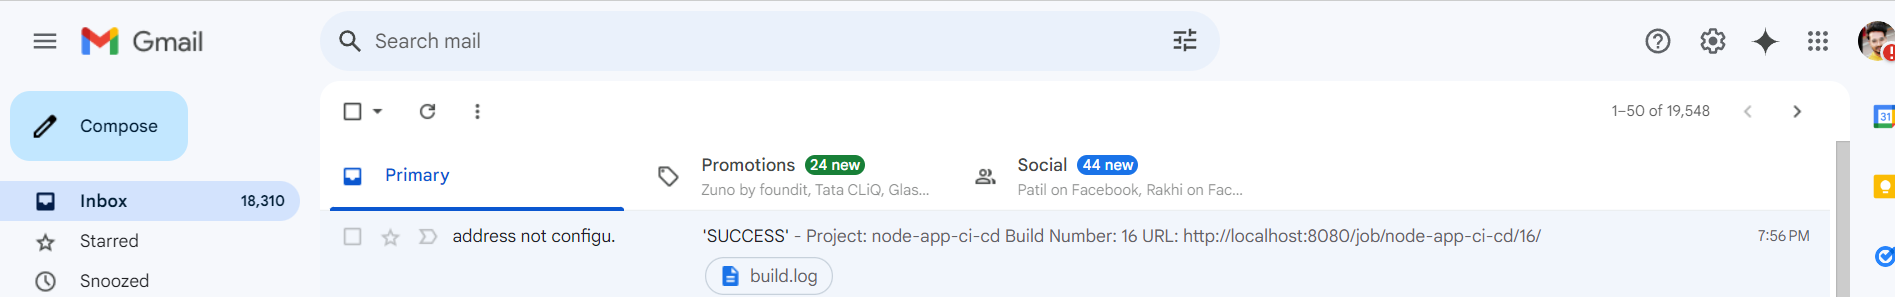 Gmail
Search mail
Compose
1–50 of 19,548
Primary
Promotions 24 new
Zuno by foundit, Tata CLiQ, Glas...
Social 44 new
Patil on Facebook, Rakhi on Fac...
Inbox 18,310
Starred
Snoozed
address not configu.
'SUCCESS' - Project: node-app-ci-cd Build Number: 16 URL: http://localhost:8080/job/node-app-ci-cd/16/
7:56 PM
build.log
31